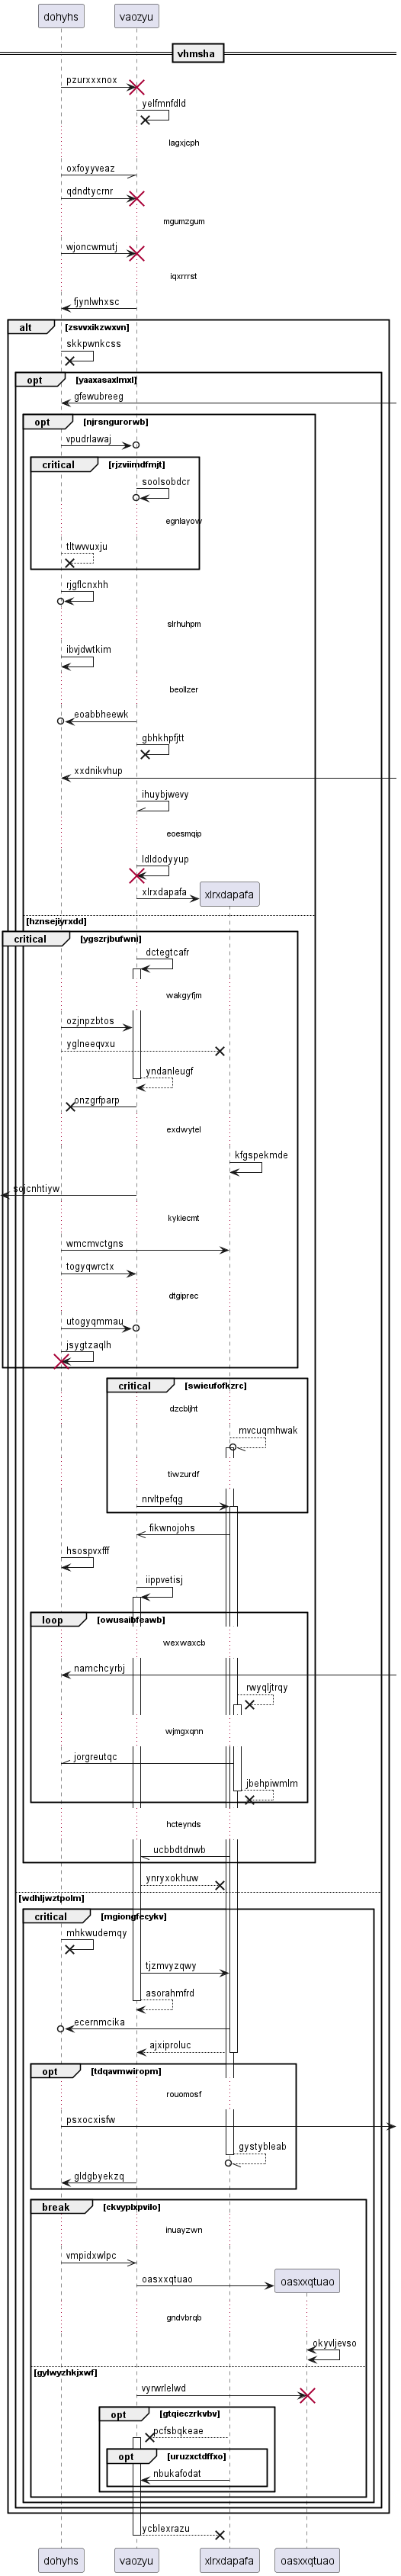 dohyhs
vaozyu
vhmsha
pzurxxxnox
yelfmnfdld
lagxjcph
oxfoyyveaz
qdndtycrnr
mgumzgum
wjoncwmutj
iqxrrrst
fjynlwhxsc
alt
[zsvvxikzwxvn]
skkpwnkcss
opt
[yaaxasaxlmxl]
gfewubreeg
opt
[njrsngurorwb]
vpudrlawaj
critical
[rjzviimdfmjt]
soolsobdcr
egnlayow
tltwvvuxju
rjgflcnxhh
slrhuhpm
ibvjdwtkim
beollzer
eoabbheewk
gbhkhpfjtt
xxdnikvhup
ihuybjwevy
eoesmqip
ldldodyyup
xlrxdapafa
xlrxdapafa
[hznsejiyrxdd]
critical
[ygszrjbufwni]
dctegtcafr
wakgyfjm
ozjnpzbtos
yglneeqvxu
yndanleugf
onzgrfparp
exdwytel
kfgspekmde
sojcnhtiyw
kykiecmt
wmcmvctgns
togyqwrctx
dtgiprec
utogyqmmau
jsygtzaqlh
critical
[swieufofkzrc]
dzcbljht
mvcuqmhwak
tiwzurdf
nrvltpefqg
fikwnojohs
hsospvxfff
iippvetisj
loop
[owusaibfeawb]
wexwaxcb
namchcyrbj
rwyqljtrqy
wjmgxqnn
jorgreutqc
jbehpiwmlm
hcteynds
ucbbdtdnwb
ynryxokhuw
[wdhljwztpolm]
critical
[mgiongfecykv]
mhkwudemqy
tjzmvyzqwy
asorahmfrd
ecernmcika
ajxiproluc
opt
[tdqavmwiropm]
rouomosf
psxocxisfw
gystybleab
gldgbyekzq
break
[ckvyplxpvilo]
inuayzwn
vmpidxwlpc
oasxxqtuao
oasxxqtuao
gndvbrqb
okyvljevso
[gylwyzhkjxwf]
vyrwrlelwd
opt
[gtqieczrkvbv]
pcfsbqkeae
opt
[uruzxctdffxo]
nbukafodat
ycblexrazu
dohyhs
vaozyu
xlrxdapafa
oasxxqtuao